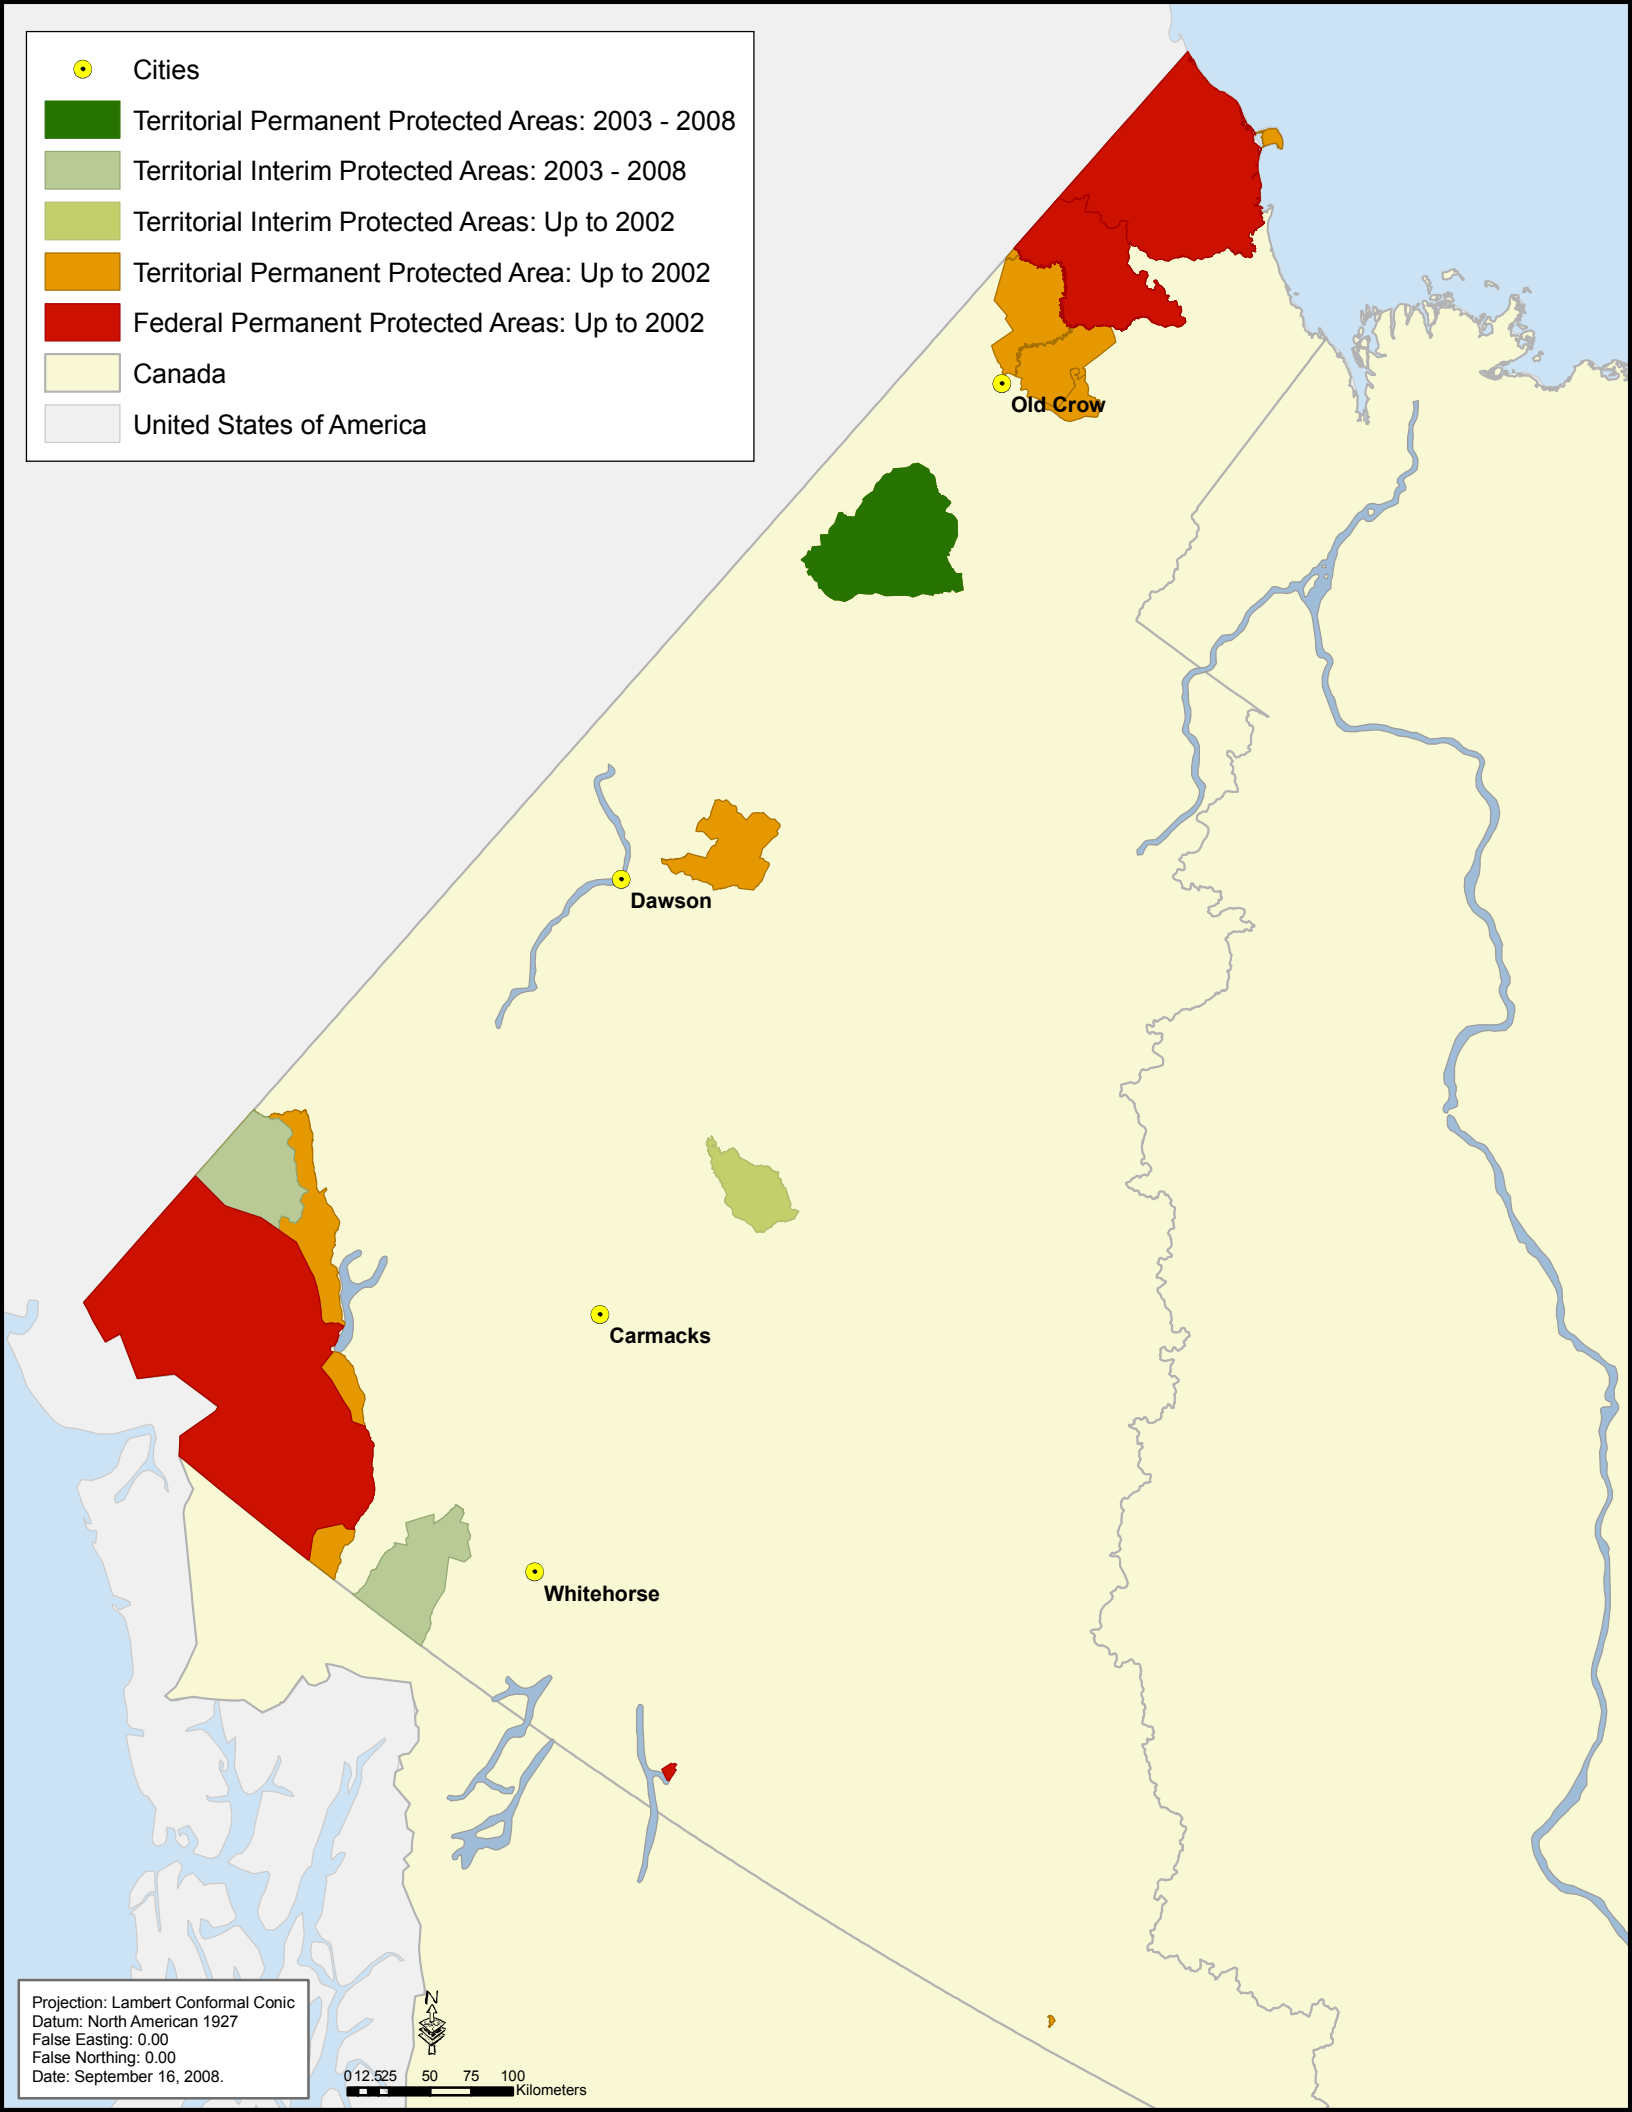 Cities
Territorial Permanent Protected Areas: 2003 - 2008
Territorial Interim Protected Areas: 2003 - 2008
Territorial Interim Protected Areas: Up to 2002
Territorial Permanent Protected Area: Up to 2002
Federal Permanent Protected Areas: Up to 2002
Canada
United States of America
Old Crow
Dawson
Carmacks
Whitehorse
Projection: Lambert Conformal Conic
Datum: North American 1927
False Easting: 0.00
False Northing: 0.00
Date: September 16, 2008.
N
0 12.5 25 50 75 100
Kilometers